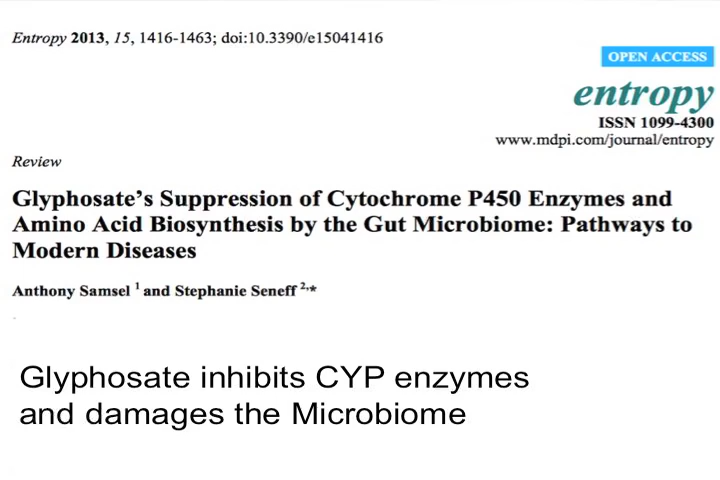 Entropy 2013, 15, 1416-1463; doi:10.3390/e15041416
OPEN ACCESS
entropy
ISSN 1099-4300
www.mdpi.com/journal/entropy
Review
Glyphosate’s Suppression of Cytochrome P450 Enzymes and
Amino Acid Biosynthesis by the Gut Microbiome: Pathways to
Modern Diseases
Anthony Samsel 1 and Stephanie Seneff 2,*
Glyphosate inhibits CYP enzymes
and damages the Microbiome